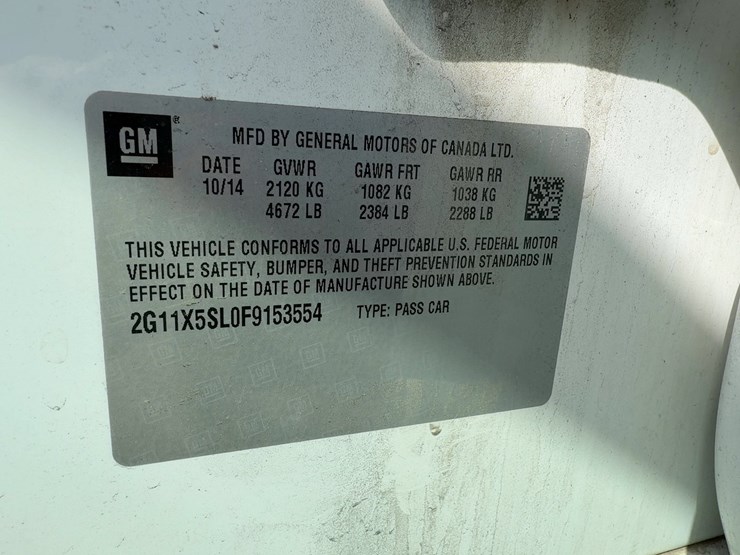 GM
MFD BY GENERAL MOTORS OF CANADA LTD.
DATE GVWR GAWR FRT GAWR RR
10/14 2120 KG 1082 KG 1038 KG
4672 LB 2384 LB 2288 LB
THIS VEHICLE CONFORMS TO ALL APPLICABLE U.S. FEDERAL MOTOR
VEHICLE SAFETY, BUMPER, AND THEFT PREVENTION STANDARDS IN
EFFECT ON THE DATE OF MANUFACTURE SHOWN ABOVE.
2G11X5SL0F9153554 TYPE: PASS CAR